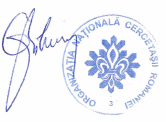 ORGANIZAȚIA NAȚIONALĂ CERCETAȘII ROMÂNIEI
3